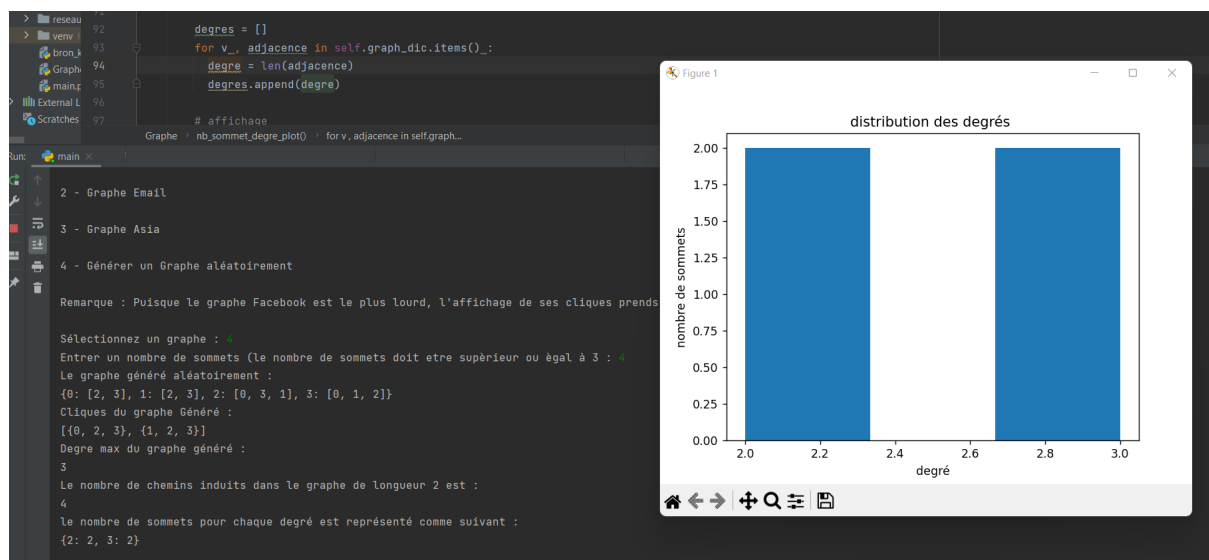 reseau
venv
bron_k
Graph
main.p
External L
Scratches
91
92 degres = []
93 for v_, adjacence in self.graph_dic.items()_:
94 degre = len(adjacence)
95 degres.append(degre)
96
97 # affichage
Graphe > nb_sommet_degre_plot() > for v , adjacence in self.graph...
Run: main ×
2 - Graphe Email
3 - Graphe Asia
4 - Générer un Graphe aléatoirement
Remarque : Puisque le graphe Facebook est le plus lourd, l'affichage de ses cliques prends
Sélectionnez un graphe : 4
Entrer un nombre de sommets (le nombre de sommets doit etre supèrieur ou ègal à 3 : 4
Le graphe généré aléatoirement :
{0: [2, 3], 1: [2, 3], 2: [0, 3, 1], 3: [0, 1, 2]}
Cliques du graphe Généré :
[{0, 2, 3}, {1, 2, 3}]
Degre max du graphe généré :
3
Le nombre de chemins induits dans le graphe de longueur 2 est :
4
le nombre de sommets pour chaque degré est représenté comme suivant :
{2: 2, 3: 2}
Figure 1
distribution des degrés
nombre de sommets
2.00
1.75
1.50
1.25
1.00
0.75
0.50
0.25
0.00
2.0 2.2 2.4 2.6 2.8 3.0
degré